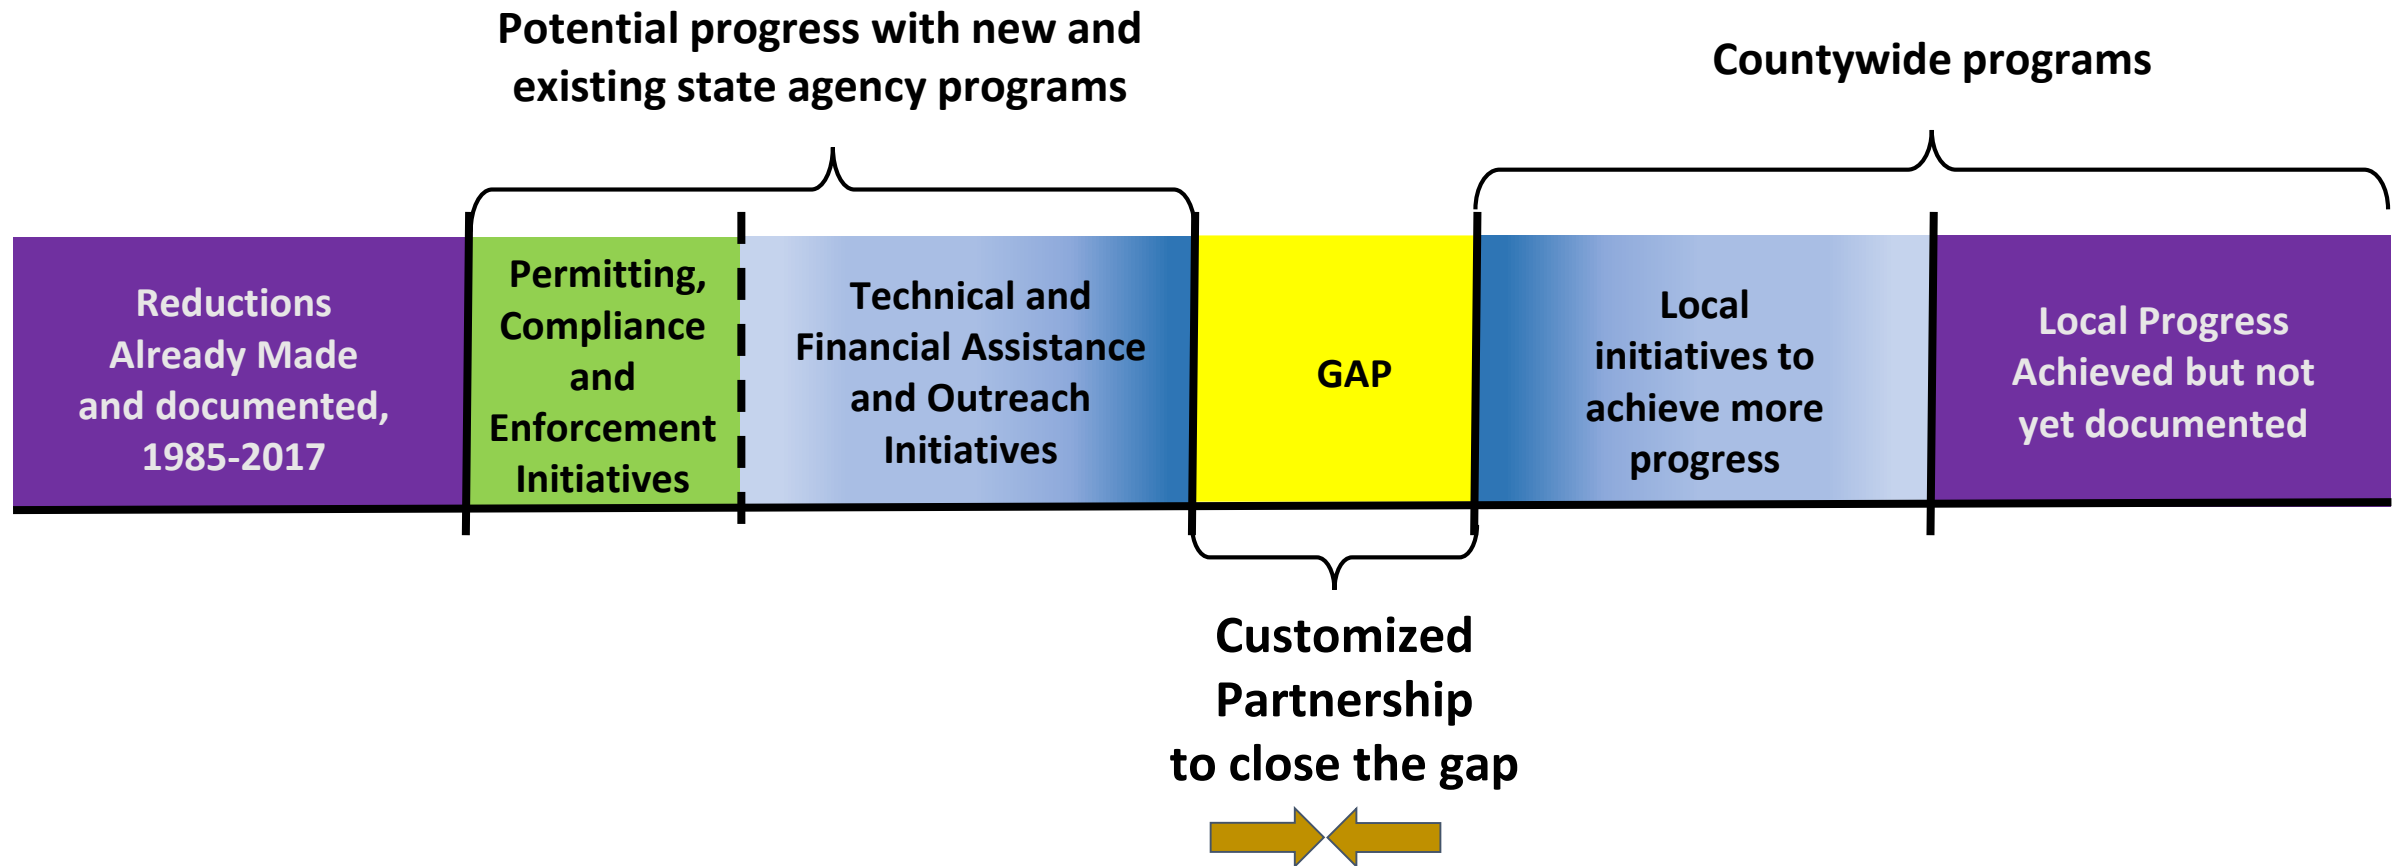 Potential progress with new and
existing state agency programs
Countywide programs
Reductions
Already Made
and documented,
1985-2017
Permitting,
Compliance
and
Enforcement
Initiatives
Technical and
Financial Assistance
and Outreach
Initiatives
GAP
Local
initiatives to
achieve more
progress
Local Progress
Achieved but not
yet documented
Customized
Partnership
to close the gap